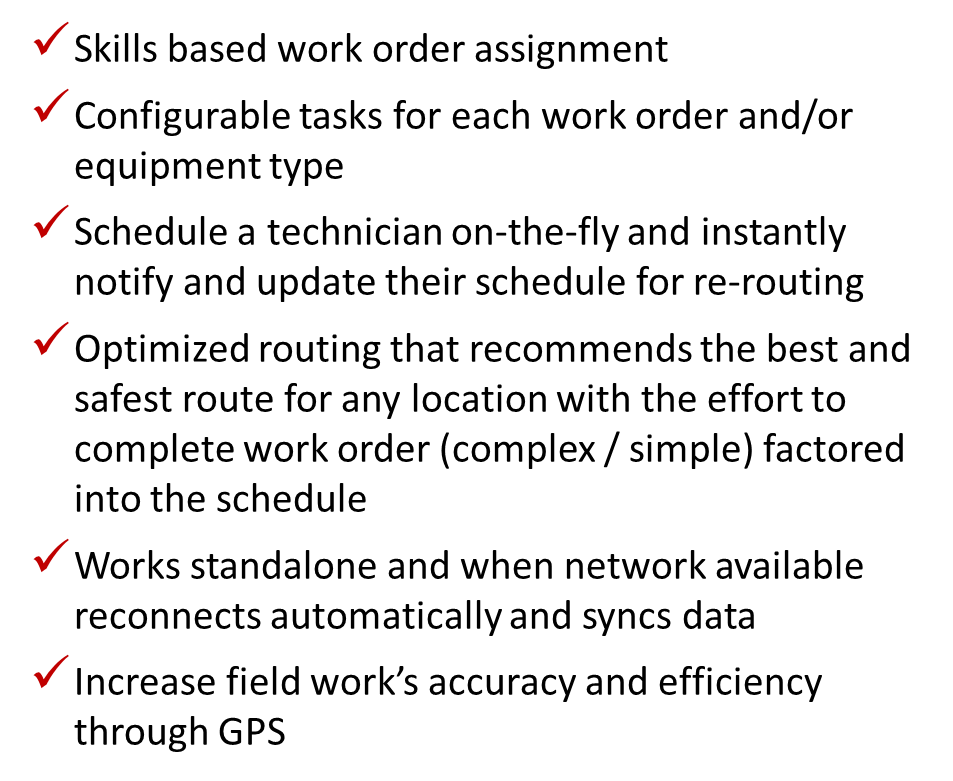 Skills based work order assignment
Configurable tasks for each work order and/or
equipment type
Schedule a technician on-the-fly and instantly
notify and update their schedule for re-routing
Optimized routing that recommends the best and
safest route for any location with the effort to
complete work order (complex / simple) factored
into the schedule
Works standalone and when network available
reconnects automatically and syncs data
Increase field work’s accuracy and efficiency
through GPS